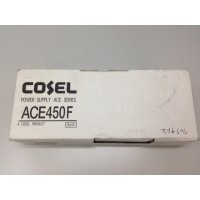 COSEL
POWER SUPPLY ACE SERIES
ACE450F
A COSEL PRODUCT